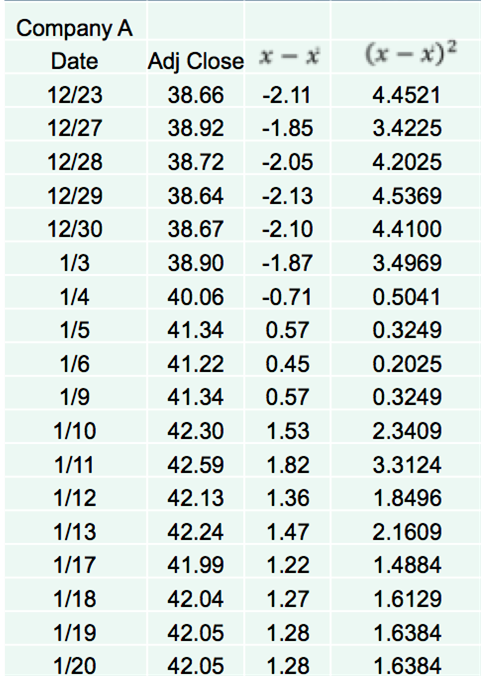 Company A
Date Adj Close x − x̄ (x − x̄)²
12/23 38.66 -2.11 4.4521
12/27 38.92 -1.85 3.4225
12/28 38.72 -2.05 4.2025
12/29 38.64 -2.13 4.5369
12/30 38.67 -2.10 4.4100
1/3 38.90 -1.87 3.4969
1/4 40.06 -0.71 0.5041
1/5 41.34 0.57 0.3249
1/6 41.22 0.45 0.2025
1/9 41.34 0.57 0.3249
1/10 42.30 1.53 2.3409
1/11 42.59 1.82 3.3124
1/12 42.13 1.36 1.8496
1/13 42.24 1.47 2.1609
1/17 41.99 1.22 1.4884
1/18 42.04 1.27 1.6129
1/19 42.05 1.28 1.6384
1/20 42.05 1.28 1.6384